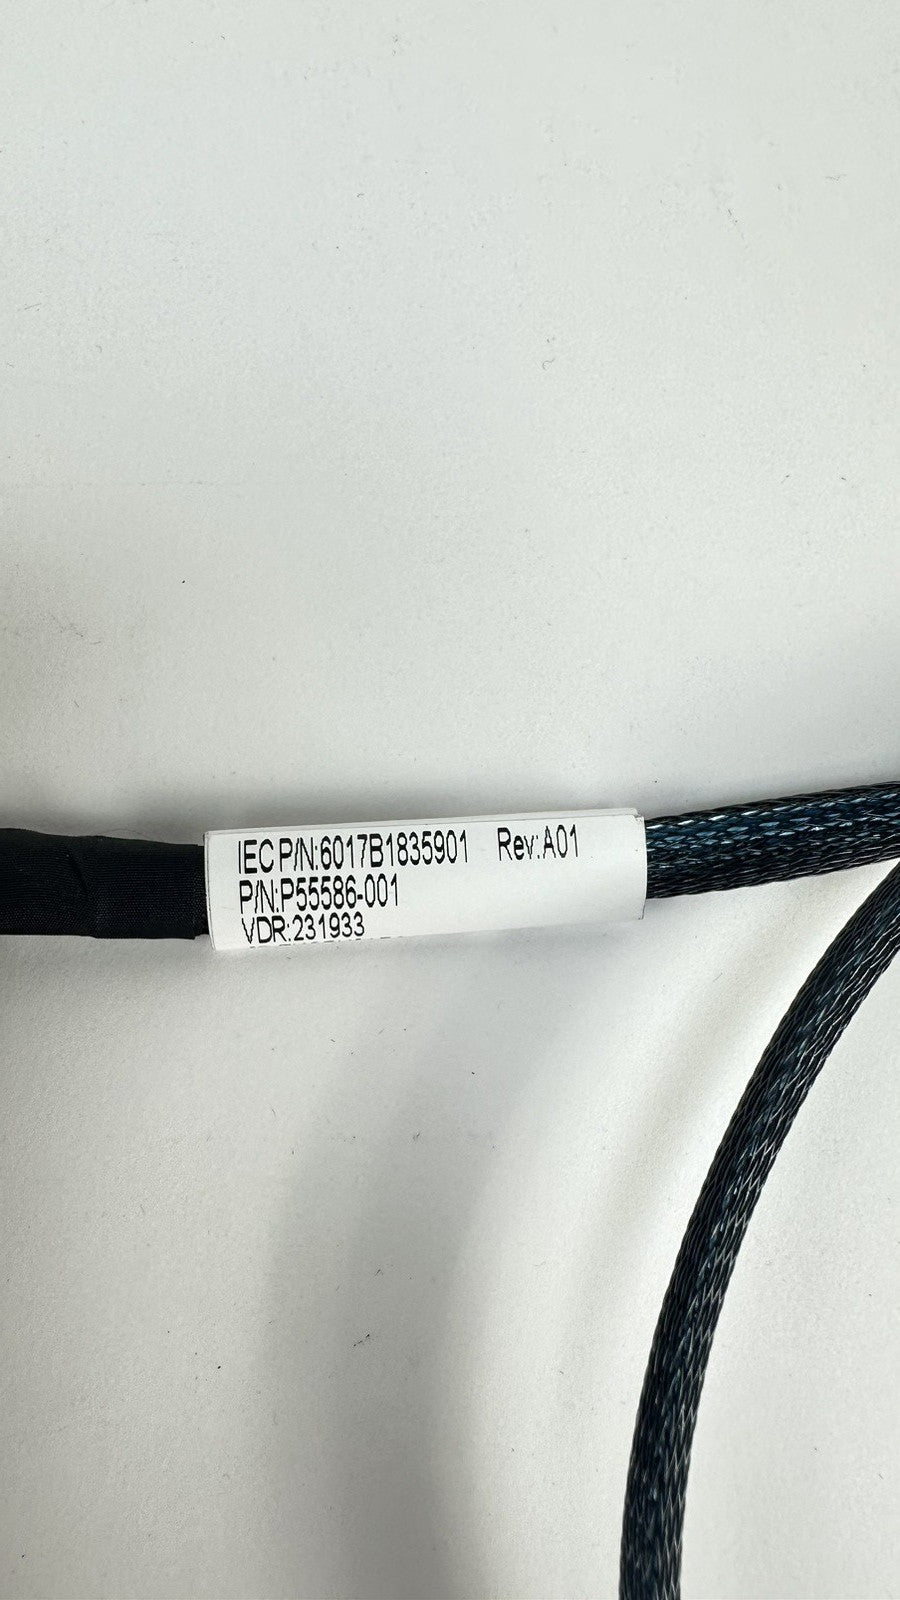 IEC P/N:6017B1835901 Rev:A01
P/N:P55586-001
VDR:231933